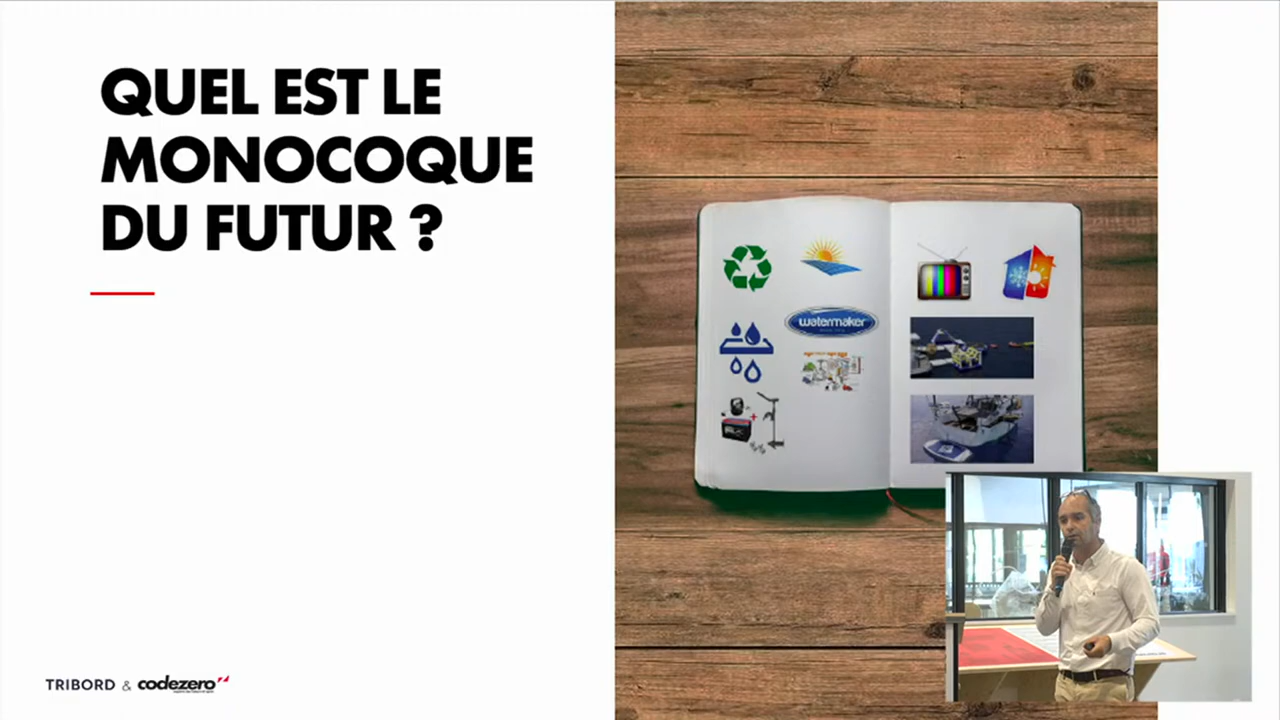 QUEL EST LE
MONOCOQUE
DU FUTUR ?
watermaker
TRIBORD & codezero